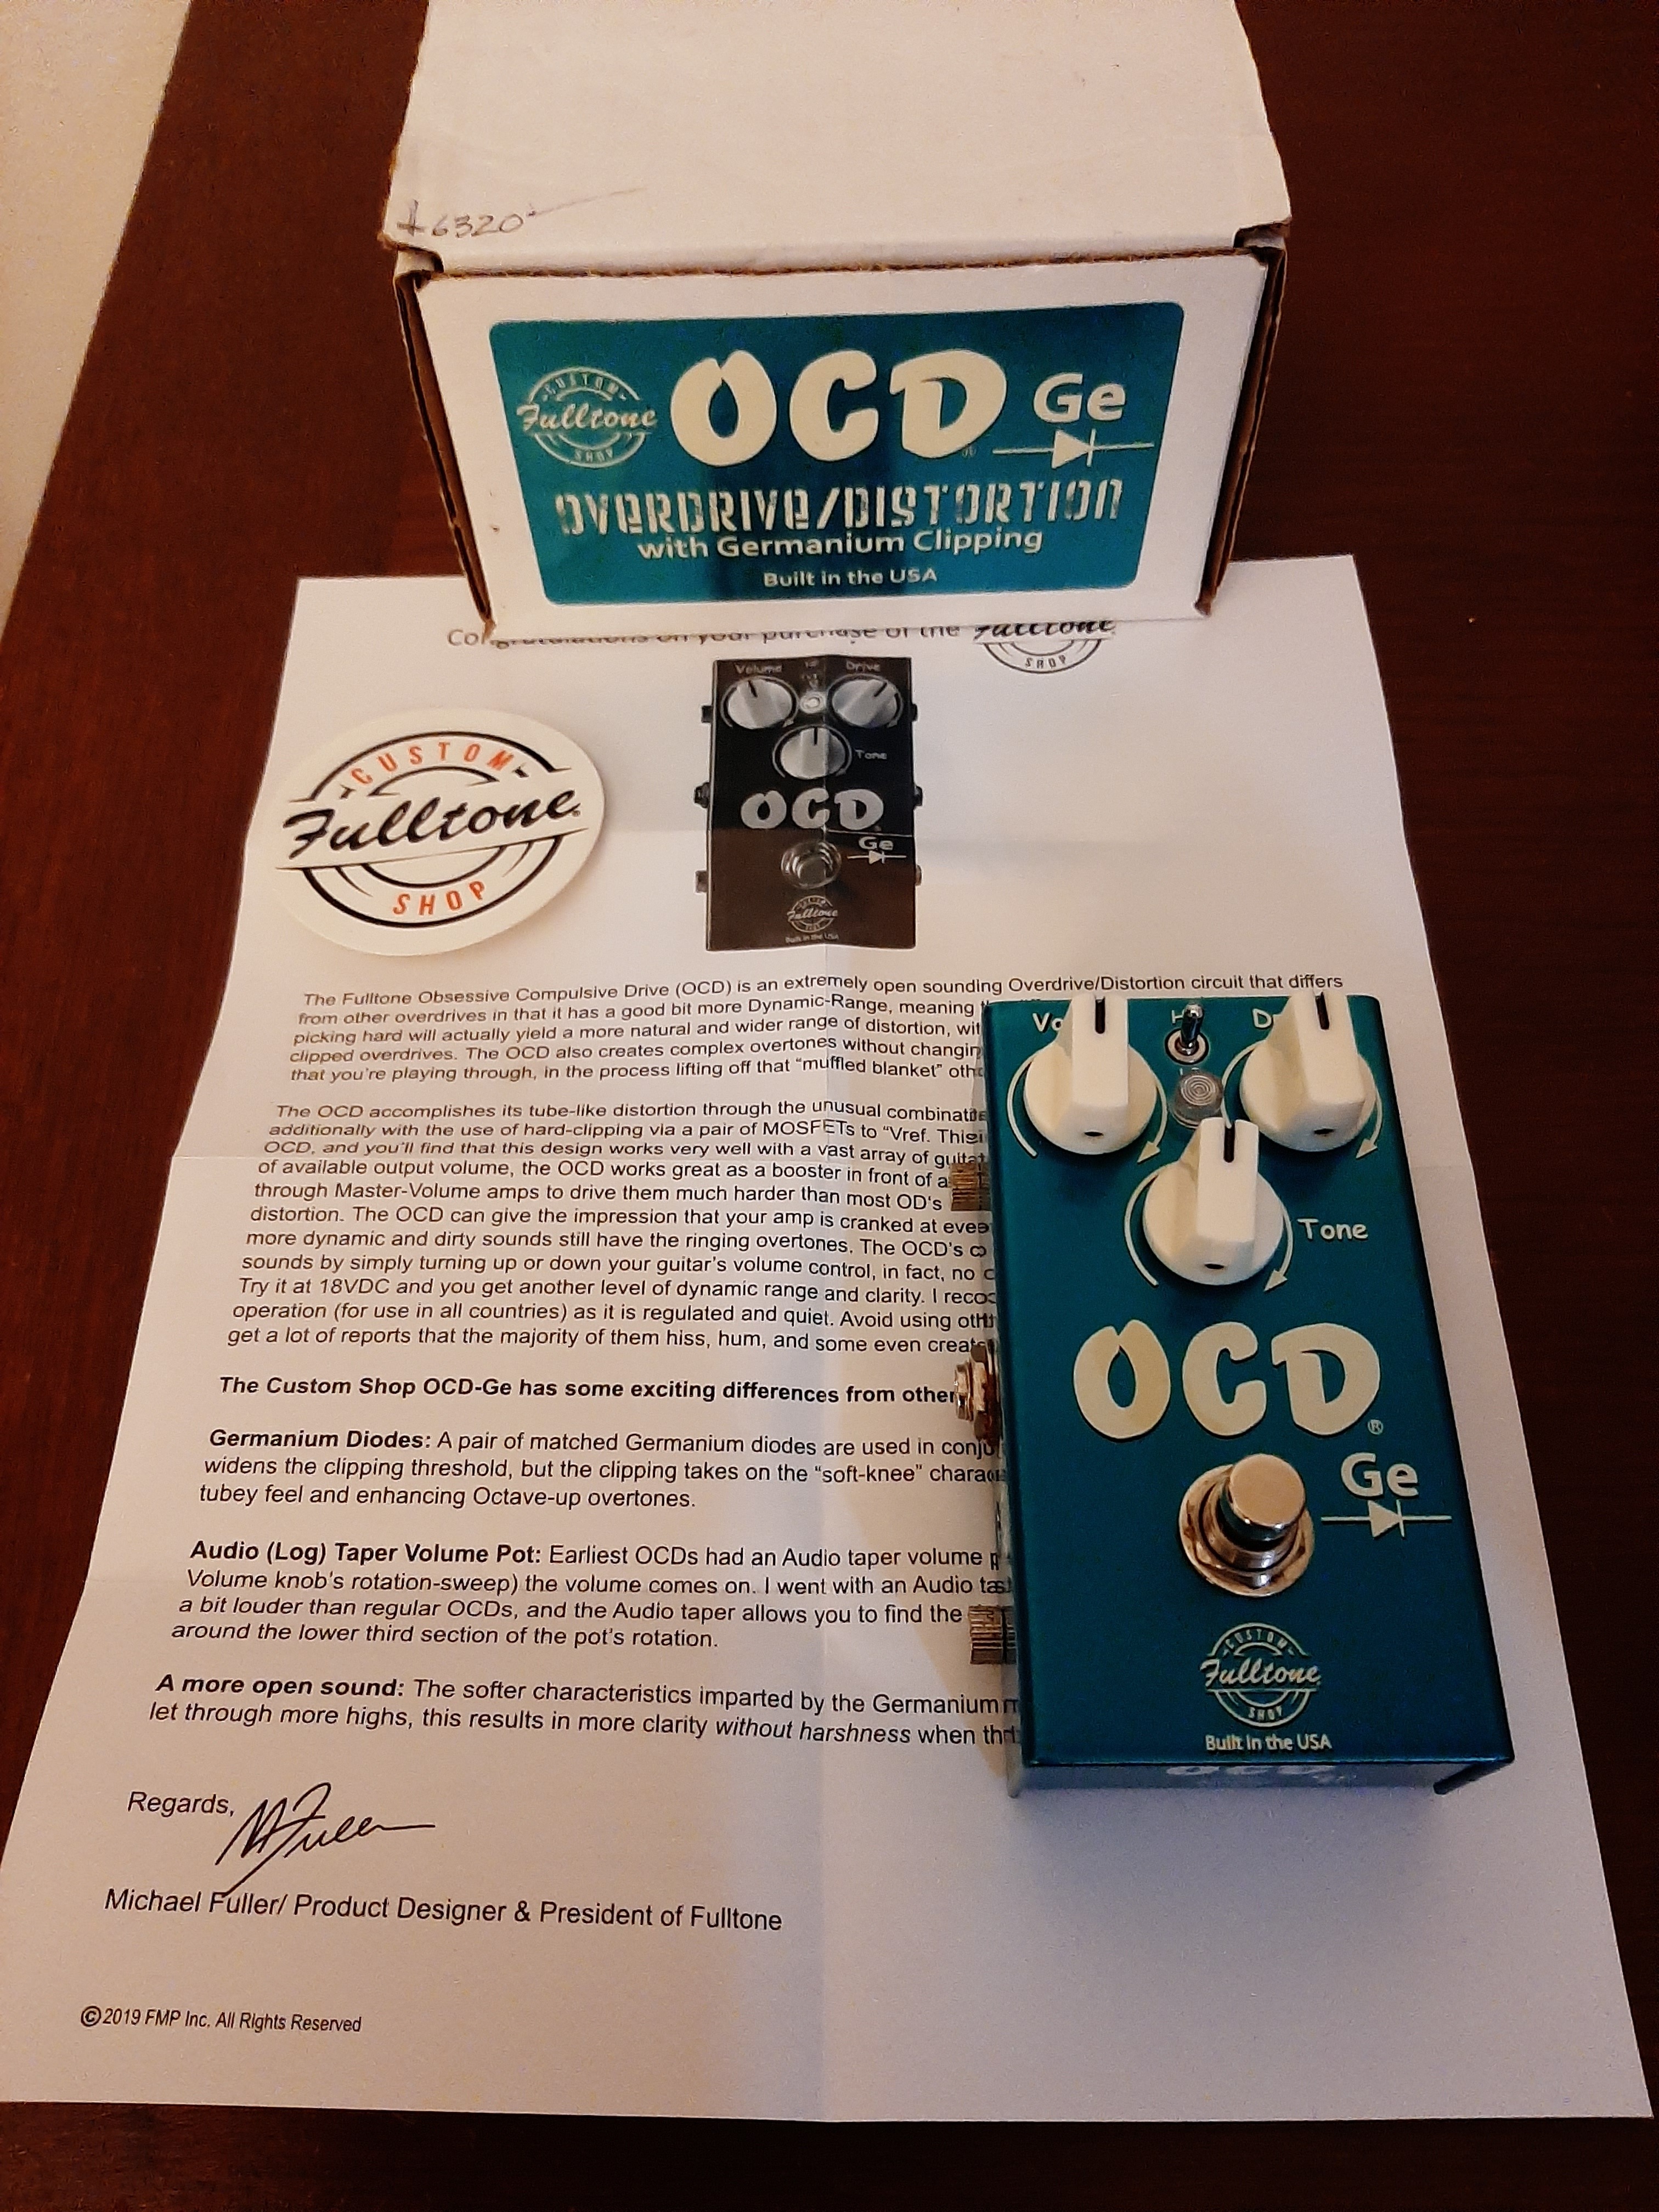 6320
CUSTOM
Fulltone
SHOP
OCD
®
Ge
OVERDRIVE/DISTORTION
with Germanium Clipping
Built in the USA
Congratulations on your purchase of the Fulltone
SHOP
Volume
Drive
Tone
OCD
Ge
CUSTOM
Fulltone
SHOP
Built in the USA
CUSTOM
Fulltone
SHOP
The Fulltone Obsessive Compulsive Drive (OCD) is an extremely open sounding Overdrive/Distortion circuit that differs
from other overdrives in that it has a good bit more Dynamic-Range, meaning
picking hard will actually yield a more natural and wider range of distortion,
clipped overdrives. The OCD also creates complex overtones without
that you're playing through, in the process lifting off that "muffled blanket"
The OCD accomplishes its tube-like distortion through the unusual
additionally with the use of hard-clipping via a pair of MOSFETs to "Vref.
OCD, and you'll find that this design works very well with a vast array of
of available output volume, the OCD works great as a booster in front of
through Master-Volume amps to drive them much harder than most OD's
distortion. The OCD can give the impression that your amp is cranked at
more dynamic and dirty sounds still have the ringing overtones. The OCD's
sounds by simply turning up or down your guitar's volume control, in fact, no
Try it at 18VDC and you get another level of dynamic range and clarity. I
operation (for use in all countries) as it is regulated and quiet. Avoid using
get a lot of reports that the majority of them hiss, hum, and some even
The Custom Shop OCD-Ge has some exciting differences from other
Germanium Diodes: A pair of matched Germanium diodes are used in
widens the clipping threshold, but the clipping takes on the "soft-knee"
tubey feel and enhancing Octave-up overtones.
Audio (Log) Taper Volume Pot: Earliest OCDs had an Audio taper volume
Volume knob's rotation-sweep) the volume comes on. I went with an Audio
a bit louder than regular OCDs, and the Audio taper allows you to find the
around the lower third section of the pot's rotation.
A more open sound: The softer characteristics imparted by the Germanium
let through more highs, this results in more clarity without harshness when
Regards,
Michael Fuller/ Product Designer & President of Fulltone
©2019 FMP Inc. All Rights Reserved
Tone
OCD
®
Ge
CUSTOM
Fulltone
SHOP
Built in the USA
OCD